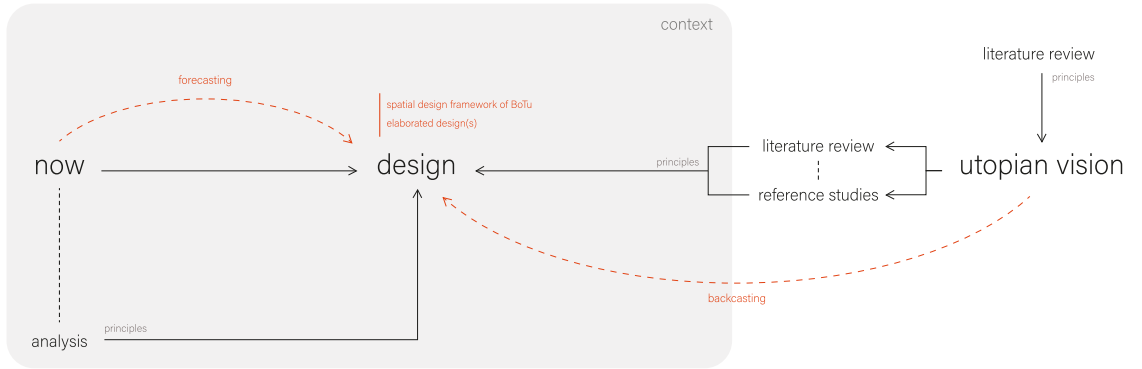 context
literature review
principles
forecasting
spatial design framework of BoTu
elaborated design(s)
now
design
principles
literature review
reference studies
utopian vision
backcasting
principles
analysis